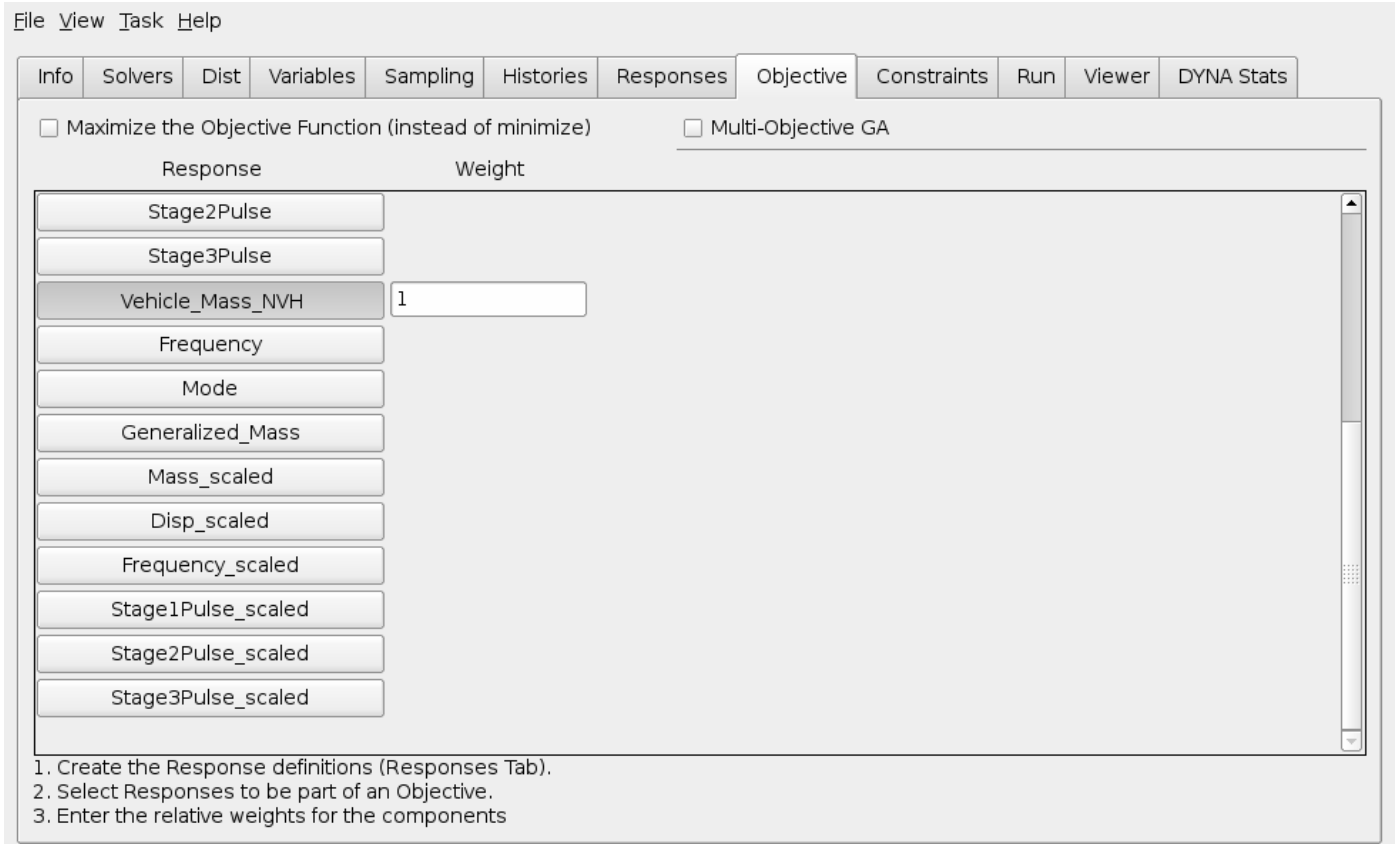 File View Task Help
Info Solvers Dist Variables Sampling Histories Responses Objective Constraints Run Viewer DYNA Stats
Maximize the Objective Function (instead of minimize) Multi-Objective GA
Response Weight
Stage2Pulse
Stage3Pulse
Vehicle_Mass_NVH 1
Frequency
Mode
Generalized_Mass
Mass_scaled
Disp_scaled
Frequency_scaled
Stage1Pulse_scaled
Stage2Pulse_scaled
Stage3Pulse_scaled
1. Create the Response definitions (Responses Tab).
2. Select Responses to be part of an Objective.
3. Enter the relative weights for the components